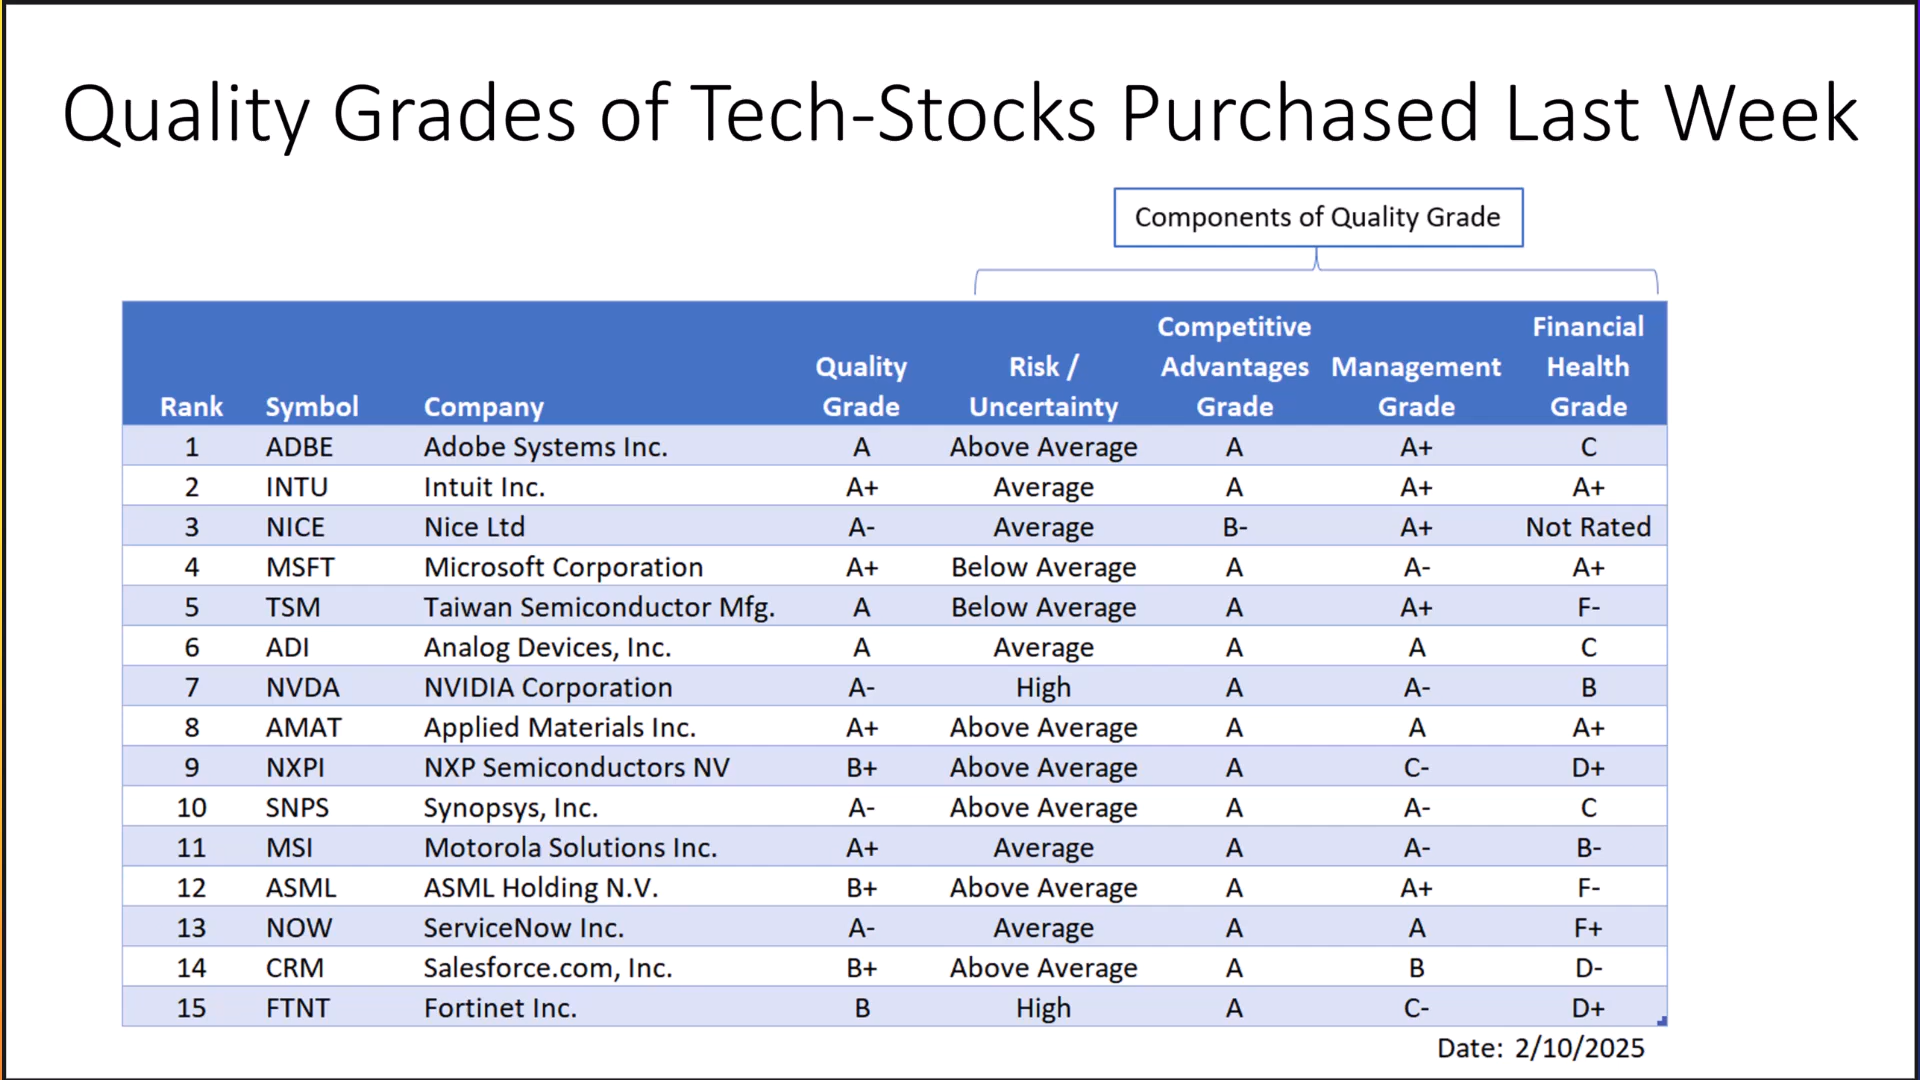 Quality Grades of Tech-Stocks Purchased Last Week
Components of Quality Grade
Rank Symbol Company Quality Grade Risk / Uncertainty Competitive Advantages Grade Management Grade Financial Health Grade
1 ADBE Adobe Systems Inc. A Above Average A A+ C
2 INTU Intuit Inc. A+ Average A A+ A+
3 NICE Nice Ltd A- Average B- A+ Not Rated
4 MSFT Microsoft Corporation A+ Below Average A A- A+
5 TSM Taiwan Semiconductor Mfg. A Below Average A A+ F-
6 ADI Analog Devices, Inc. A Average A A C
7 NVDA NVIDIA Corporation A- High A A- B
8 AMAT Applied Materials Inc. A+ Above Average A A A+
9 NXPI NXP Semiconductors NV B+ Above Average A C- D+
10 SNPS Synopsys, Inc. A- Above Average A A- C
11 MSI Motorola Solutions Inc. A+ Average A A- B-
12 ASML ASML Holding N.V. B+ Above Average A A+ F-
13 NOW ServiceNow Inc. A- Average A A F+
14 CRM Salesforce.com, Inc. B+ Above Average A B D-
15 FTNT Fortinet Inc. B High A C- D+
Date: 2/10/2025